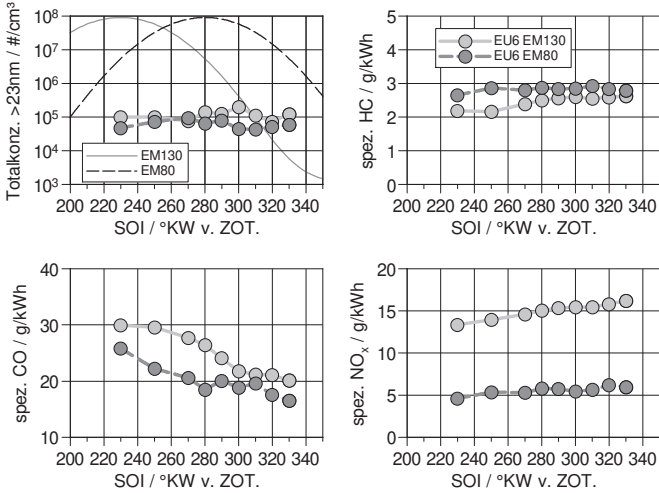 Totalkonz. >23nm / #/cm³
10⁸
10⁷
10⁶
10⁵
10⁴
10³
EM130
EM80
200 220 240 260 280 300 320 340
SOI / °KW v. ZOT.
spez. HC / g/kWh
5
4
3
2
1
0
EU6 EM130
EU6 EM80
200 220 240 260 280 300 320 340
SOI / °KW v. ZOT.
spez. CO / g/kWh
40
30
20
10
200 220 240 260 280 300 320 340
SOI / °KW v. ZOT.
spez. NOₓ / g/kWh
20
15
10
5
0
200 220 240 260 280 300 320 340
SOI / °KW v. ZOT.